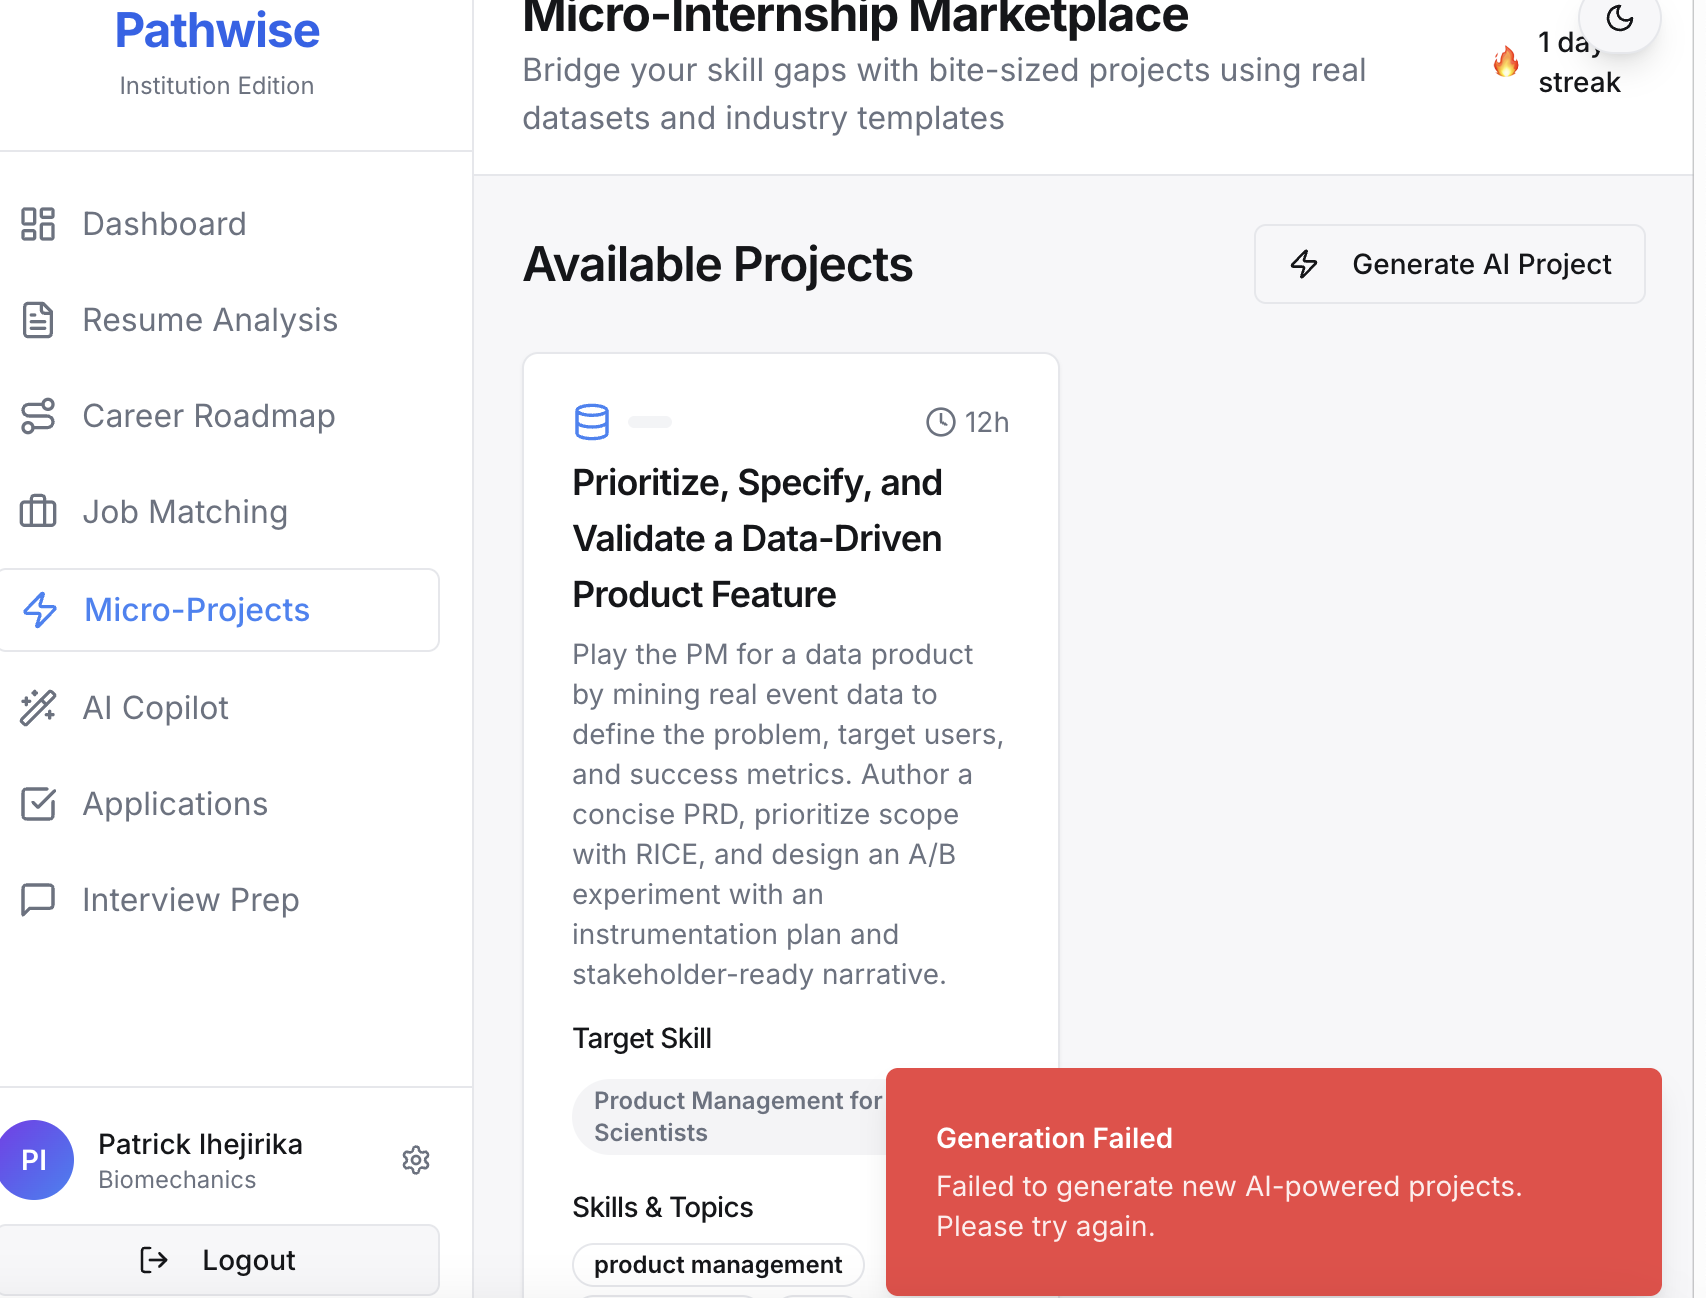 Pathwise
Institution Edition
Dashboard
Resume Analysis
Career Roadmap
Job Matching
Micro-Projects
AI Copilot
Applications
Interview Prep
PI
Patrick Ihejirika
Biomechanics
Logout
Micro-Internship Marketplace
Bridge your skill gaps with bite-sized projects using real
datasets and industry templates
1 day
streak
Available Projects
Generate AI Project
12h
Prioritize, Specify, and
Validate a Data-Driven
Product Feature
Play the PM for a data product
by mining real event data to
define the problem, target users,
and success metrics. Author a
concise PRD, prioritize scope
with RICE, and design an A/B
experiment with an
instrumentation plan and
stakeholder-ready narrative.
Target Skill
Product Management for
Scientists
Skills & Topics
product management
Generation Failed
Failed to generate new AI-powered projects.
Please try again.